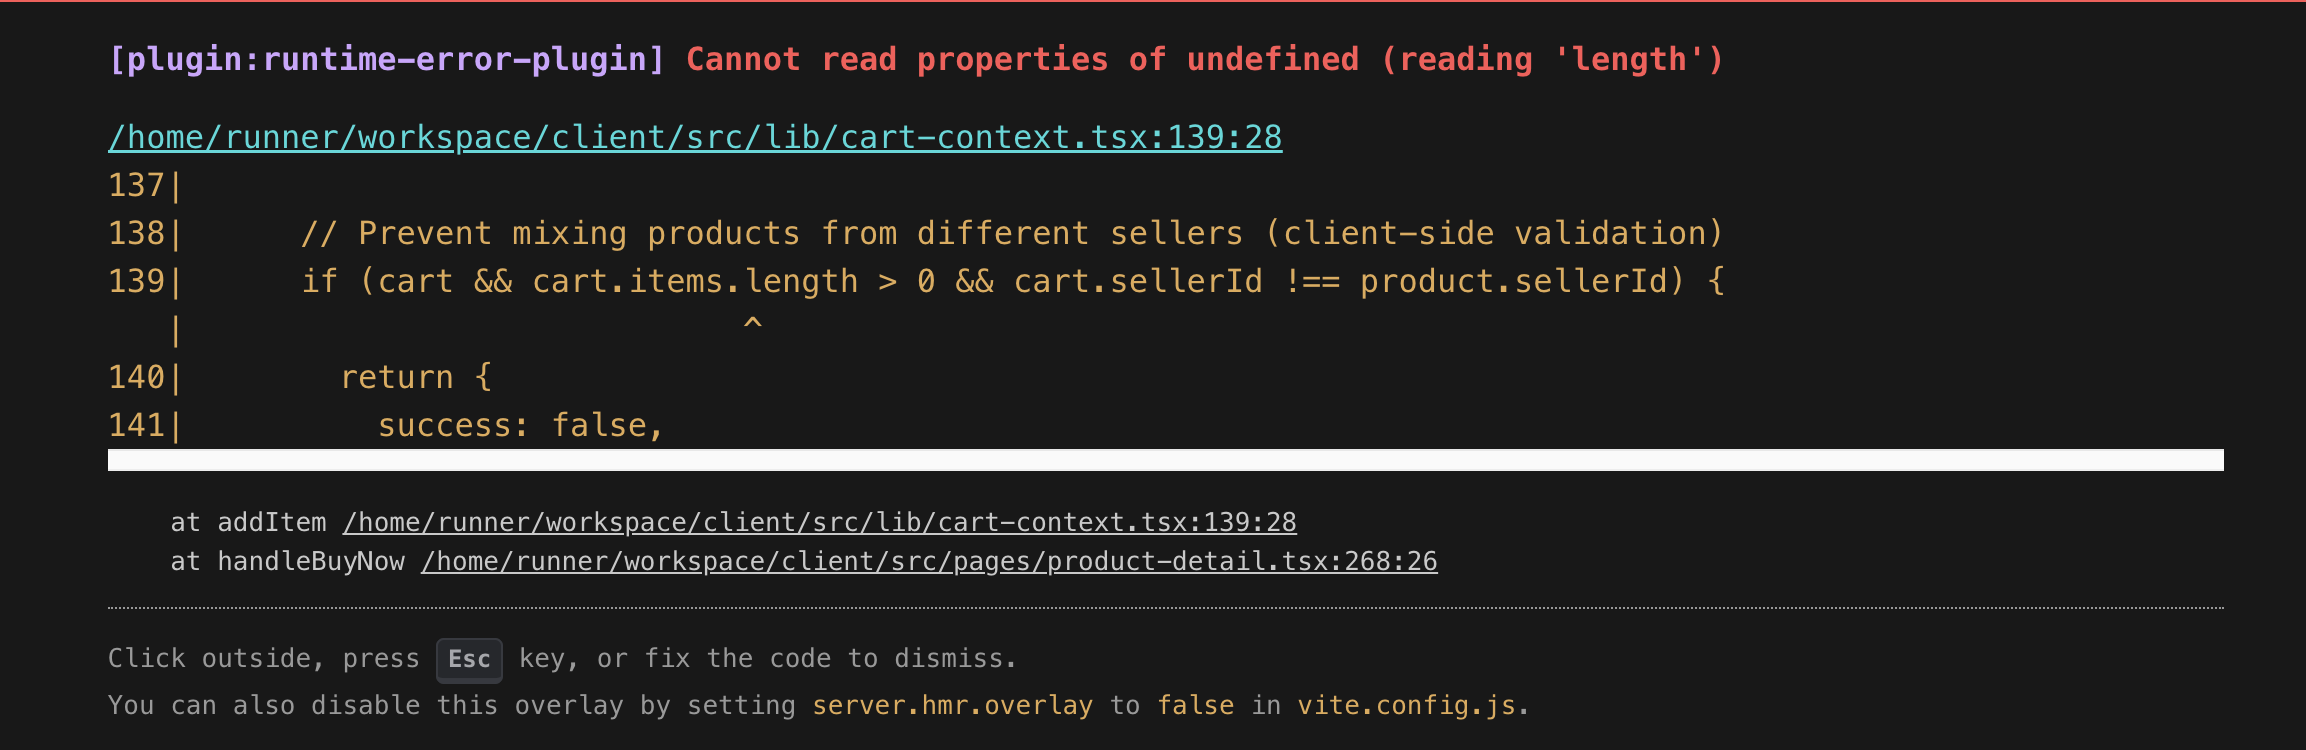 [plugin:runtime-error-plugin] Cannot read properties of undefined (reading 'length')
/home/runner/workspace/client/src/lib/cart-context.tsx:139:28
137|
138|      // Prevent mixing products from different sellers (client-side validation)
139|      if (cart && cart.items.length > 0 && cart.sellerId !== product.sellerId) {
   |                             ^
140|        return {
141|          success: false,
    at addItem /home/runner/workspace/client/src/lib/cart-context.tsx:139:28
    at handleBuyNow /home/runner/workspace/client/src/pages/product-detail.tsx:268:26
Click outside, press Esc key, or fix the code to dismiss.
You can also disable this overlay by setting server.hmr.overlay to false in vite.config.js.